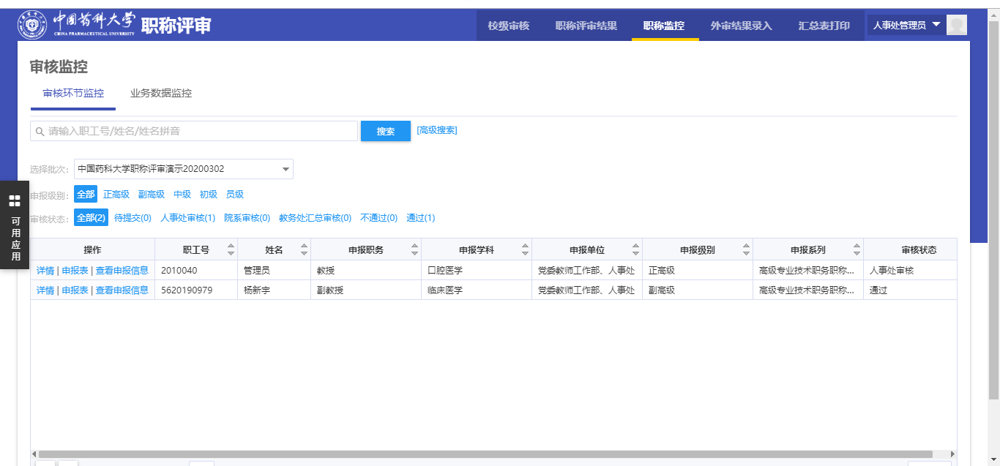 中国药科大学 职称评审
CHINA PHARMACEUTICAL UNIVERSITY
校级审核 职称评审结果 职称监控 外审结果录入 汇总表打印 人事处管理员
审核监控
审核环节监控 业务数据监控
请输入职工号/姓名/姓名拼音 搜索 [高级搜索]
选择批次: 中国药科大学职称评审演示20200302
申报级别: 全部 正高级 副高级 中级 初级 员级
审核状态: 全部(2) 待提交(0) 人事处审核(1) 院系审核(0) 教务处汇总审核(0) 不通过(0) 通过(1)
可用应用
操作 职工号 姓名 申报职务 申报学科 申报单位 申报级别 申报系列 审核状态
详情 | 申报表 | 查看申报信息 2010040 管理员 教授 口腔医学 党委教师工作部、人事处 正高级 高级专业技术职务职称... 人事处审核
详情 | 申报表 | 查看申报信息 5620190979 杨新宇 副教授 临床医学 党委教师工作部、人事处 副高级 高级专业技术职务职称... 通过